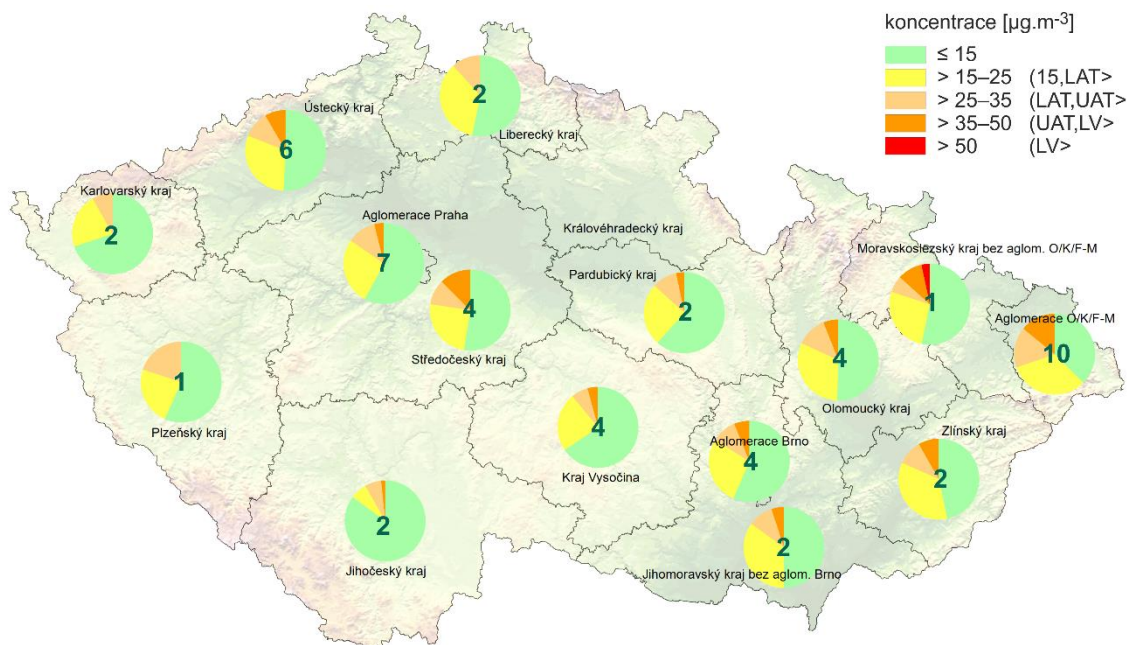 koncentrace [µg.m-³]
≤ 15
> 15–25 (15,LAT>
> 25–35 (LAT,UAT>
> 35–50 (UAT,LV>
> 50 (LV>
2
Liberecký kraj
Ústecký kraj
6
Karlovarský kraj
2
Aglomerace Praha
7
Královéhradecký kraj
Pardubický kraj
2
Moravskoslezský kraj bez aglom. O/K/F-M
1
Aglomerace O/K/F-M
10
4
Středočeský kraj
4
Olomoucký kraj
1
Plzeňský kraj
4
Kraj Vysočina
Aglomerace Brno
4
Zlínský kraj
2
2
Jihočeský kraj
2
Jihomoravský kraj bez aglom. Brno